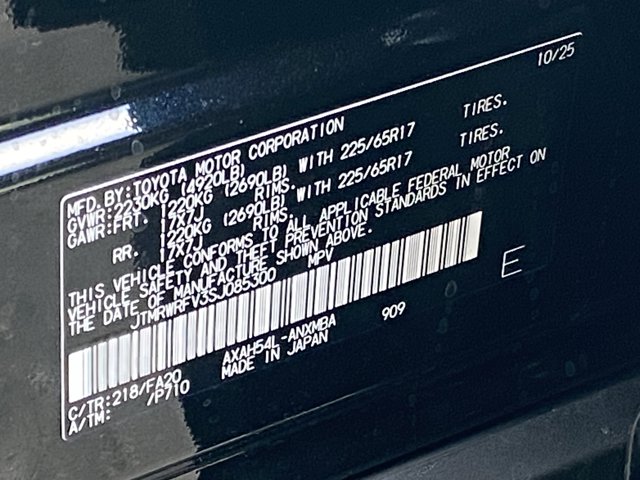 MFD.BY:TOYOTA MOTOR CORPORATION 10/25
GVWR:2230KG (4920LB)
GAWR:FRT. 1220KG (2690LB) WITH 225/65R17 TIRES.
17X7J RIMS.
RR. 1220KG (2690LB) WITH 225/65R17 TIRES.
17X7J RIMS.
THIS VEHICLE CONFORMS TO ALL APPLICABLE FEDERAL MOTOR
VEHICLE SAFETY AND THEFT PREVENTION STANDARDS IN EFFECT ON
THE DATE OF MANUFACTURE SHOWN ABOVE.
JTMRWRFV3SJ085300 MPV
E
C/TR:218/FA20 AXAH54L-ANXMBA 909
A/TM: /P710 MADE IN JAPAN